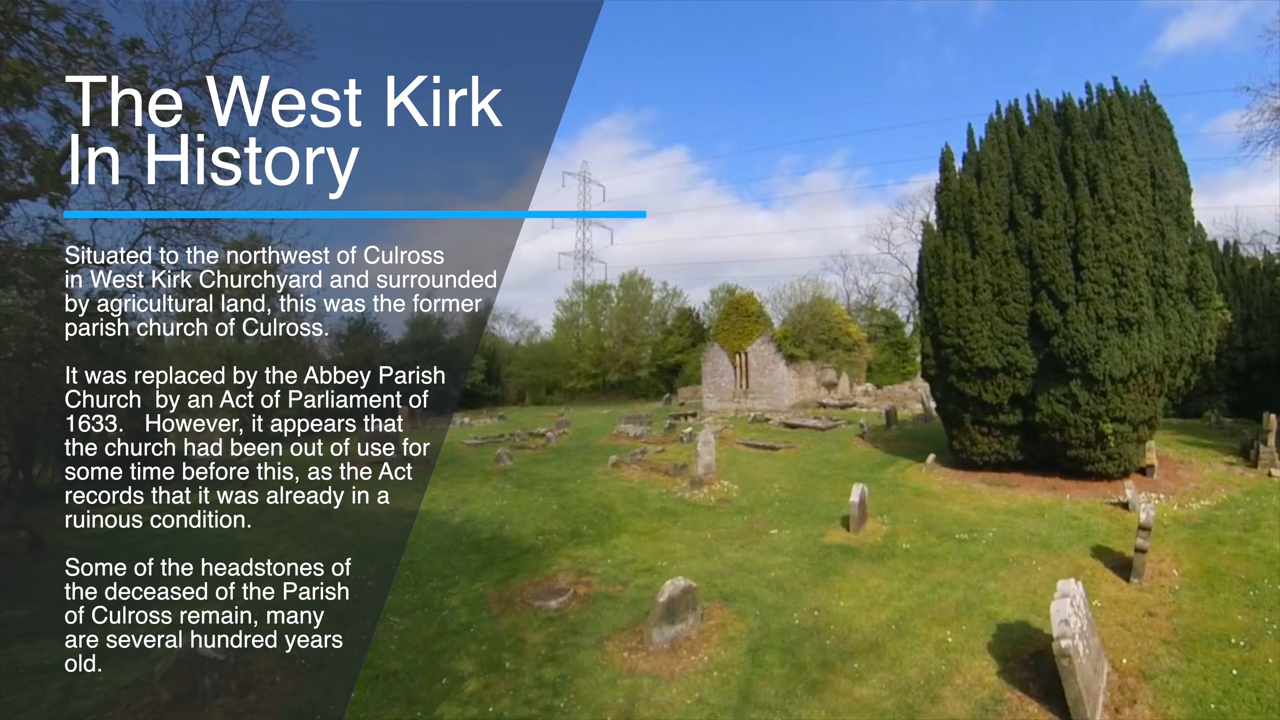 The West Kirk
In History
Situated to the northwest of Culross
in West Kirk Churchyard and surrounded
by agricultural land, this was the former
parish church of Culross.
It was replaced by the Abbey Parish
Church  by an Act of Parliament of
1633.   However, it appears that
the church had been out of use for
some time before this, as the Act
records that it was already in a
ruinous condition.
Some of the headstones of
the deceased of the Parish
of Culross remain, many
are several hundred years
old.